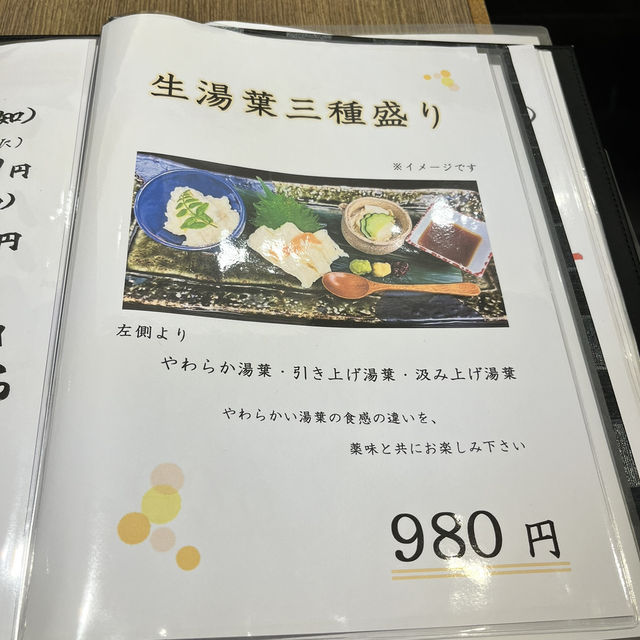 生湯葉三種盛り
※イメージです
左側より
やわらか湯葉・引き上げ湯葉・汲み上げ湯葉
やわらかい湯葉の食感の違いを、
薬味と共にお楽しみ下さい
980円